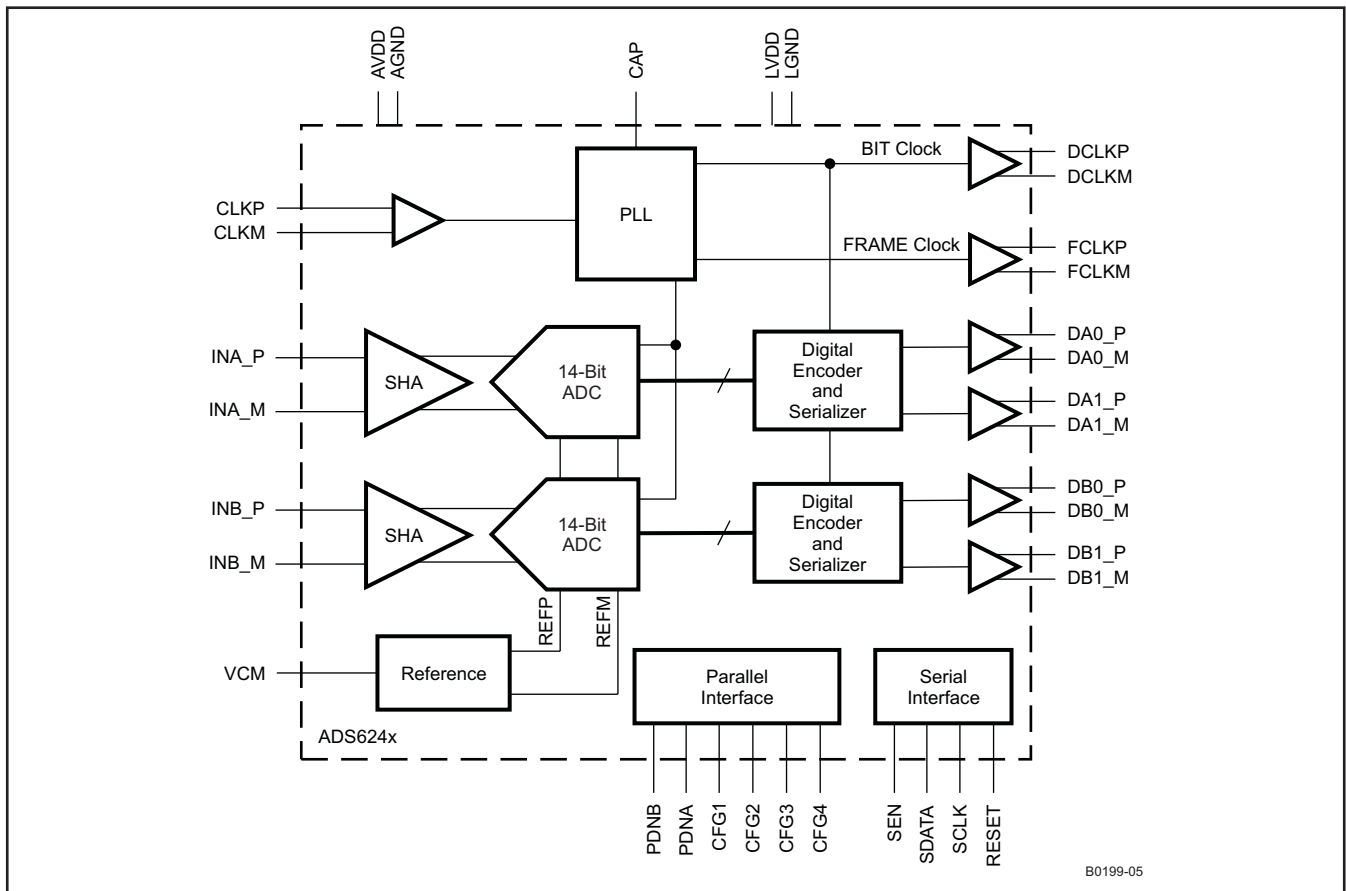 AVDD
AGND
CAP
LVDD
LGND
BIT Clock
DCLKP
DCLKM
CLKP
CLKM
PLL
FRAME Clock
FCLKP
FCLKM
INA_P
INA_M
SHA
14-Bit
ADC
Digital
Encoder
and
Serializer
DA0_P
DA0_M
DA1_P
DA1_M
INB_P
INB_M
SHA
14-Bit
ADC
Digital
Encoder
and
Serializer
DB0_P
DB0_M
DB1_P
DB1_M
REFP
REFM
VCM
Reference
Parallel
Interface
Serial
Interface
ADS624x
PDNB
PDNA
CFG1
CFG2
CFG3
CFG4
SEN
SDATA
SCLK
RESET
B0199-05